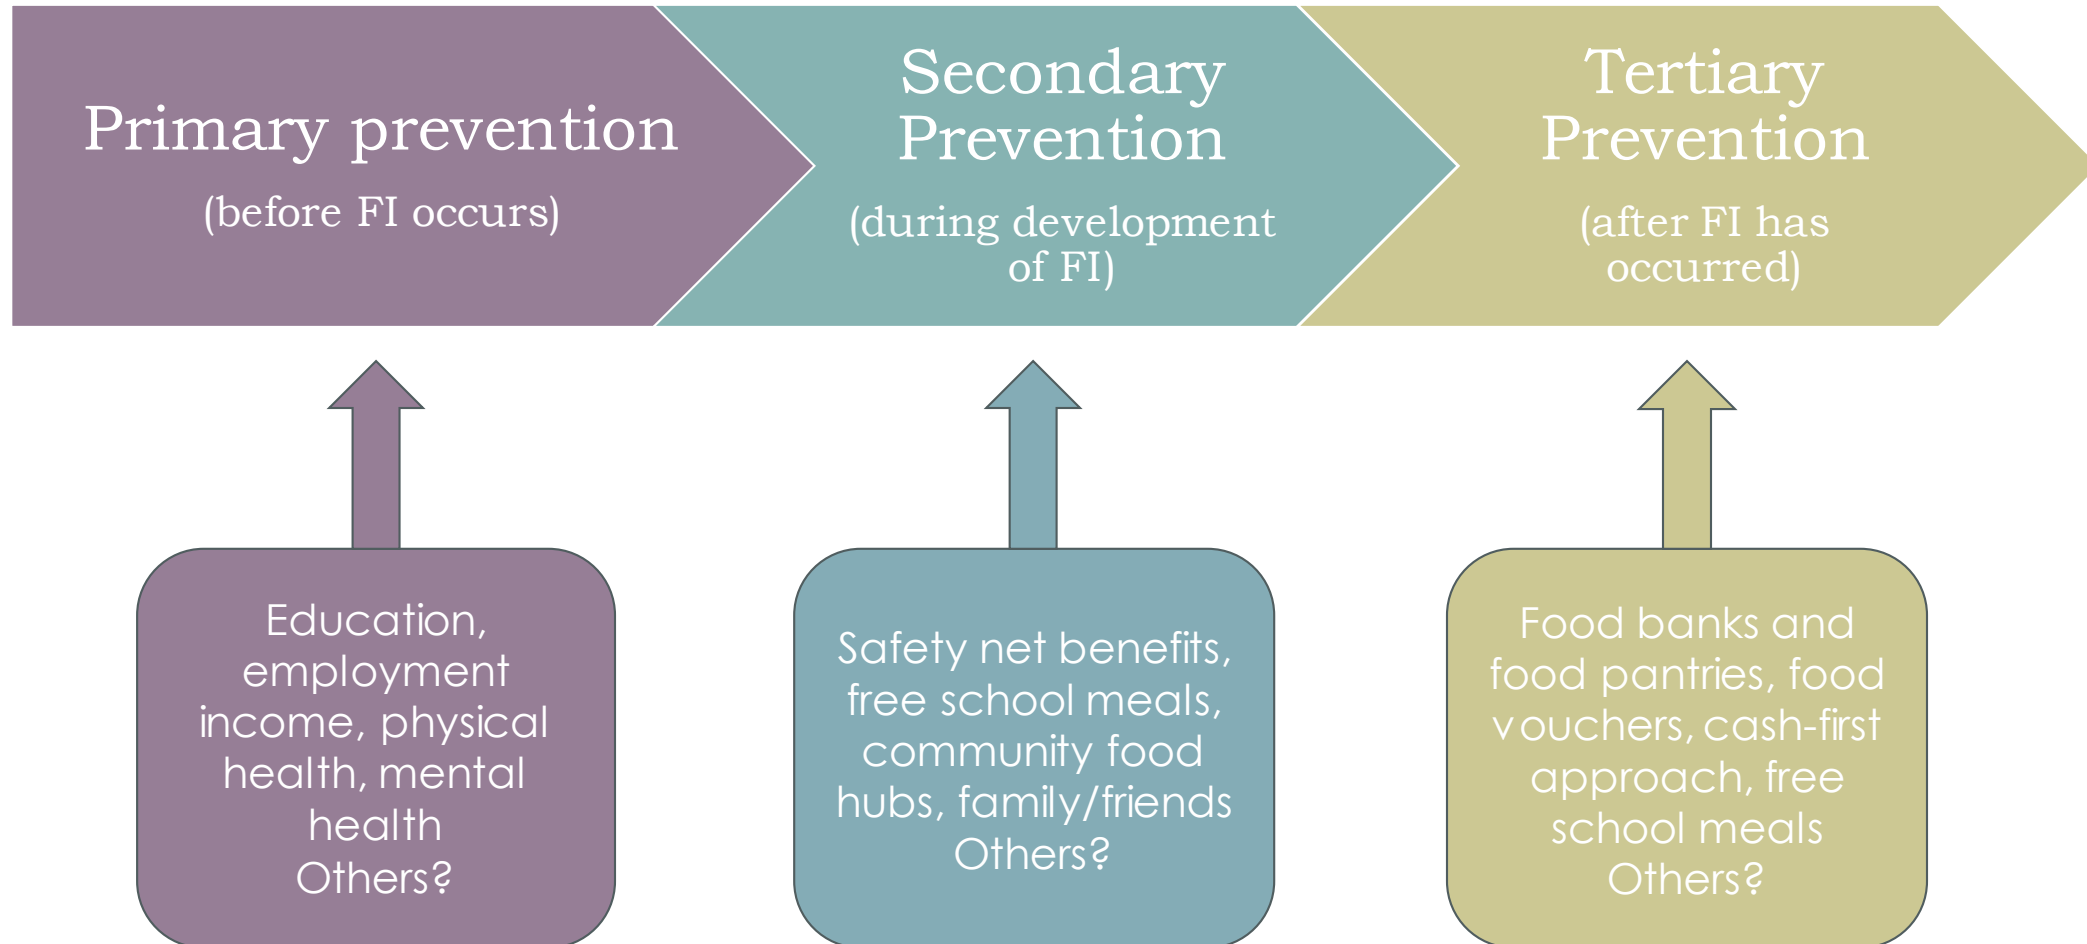 Primary prevention
(before FI occurs)
Secondary
Prevention
(during development
of FI)
Tertiary
Prevention
(after FI has
occurred)
Education,
employment
income, physical
health, mental
health
Others?
Safety net benefits,
free school meals,
community food
hubs, family/friends
Others?
Food banks and
food pantries, food
vouchers, cash-first
approach, free
school meals
Others?